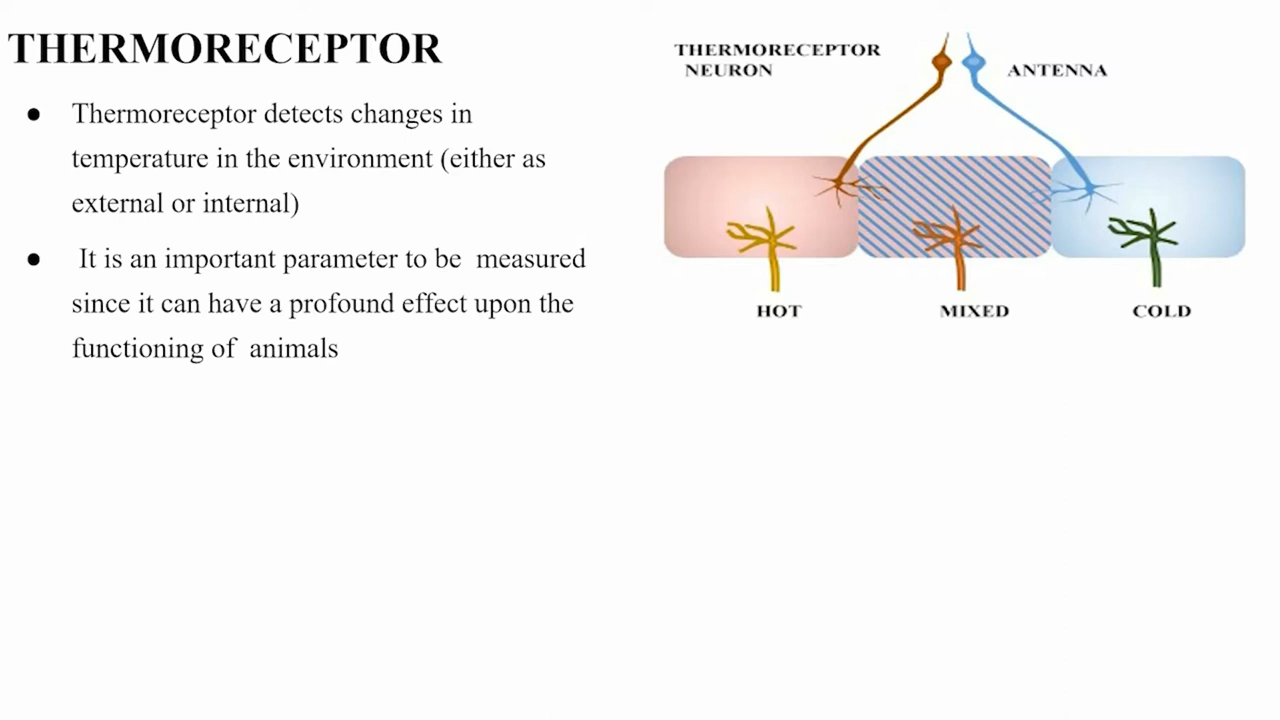 THERMORECEPTOR
● Thermoreceptor detects changes in
temperature in the environment (either as
external or internal)
● It is an important parameter to be measured
since it can have a profound effect upon the
functioning of animals
THERMORECEPTOR
NEURON
ANTENNA
HOT
MIXED
COLD